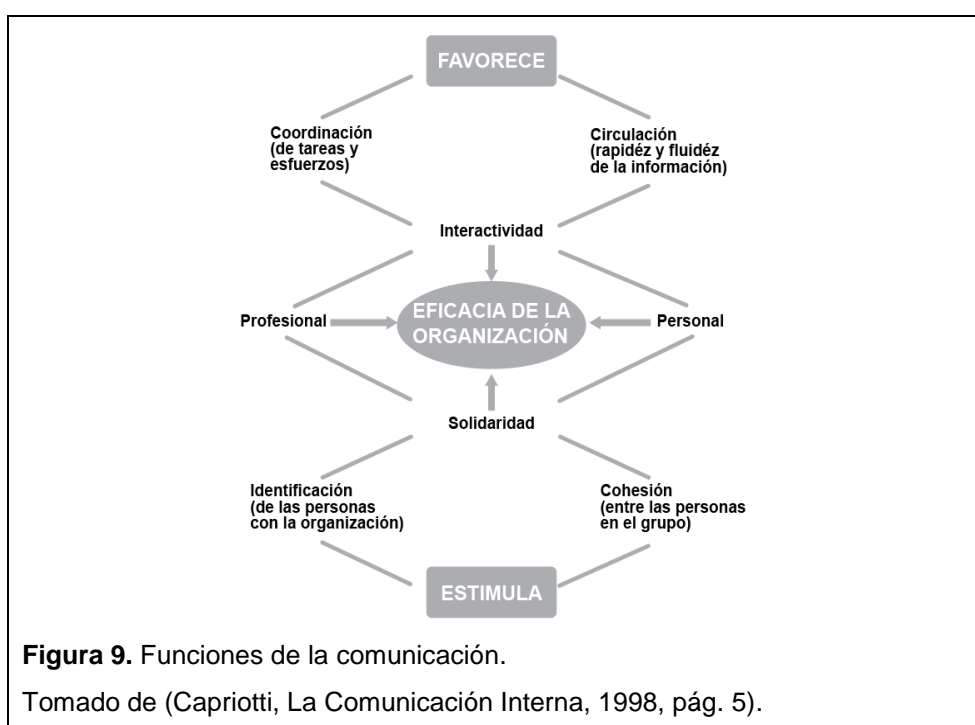 FAVORECE
Coordinación
(de tareas y
esfuerzos)
Circulación
(rapidéz y fluidéz
de la información)
Interactividad
Profesional
EFICACIA DE LA
ORGANIZACIÓN
Personal
Solidaridad
Identificación
(de las personas
con la organización)
Cohesión
(entre las personas
en el grupo)
ESTIMULA
Figura 9. Funciones de la comunicación.
Tomado de (Capriotti, La Comunicación Interna, 1998, pág. 5).